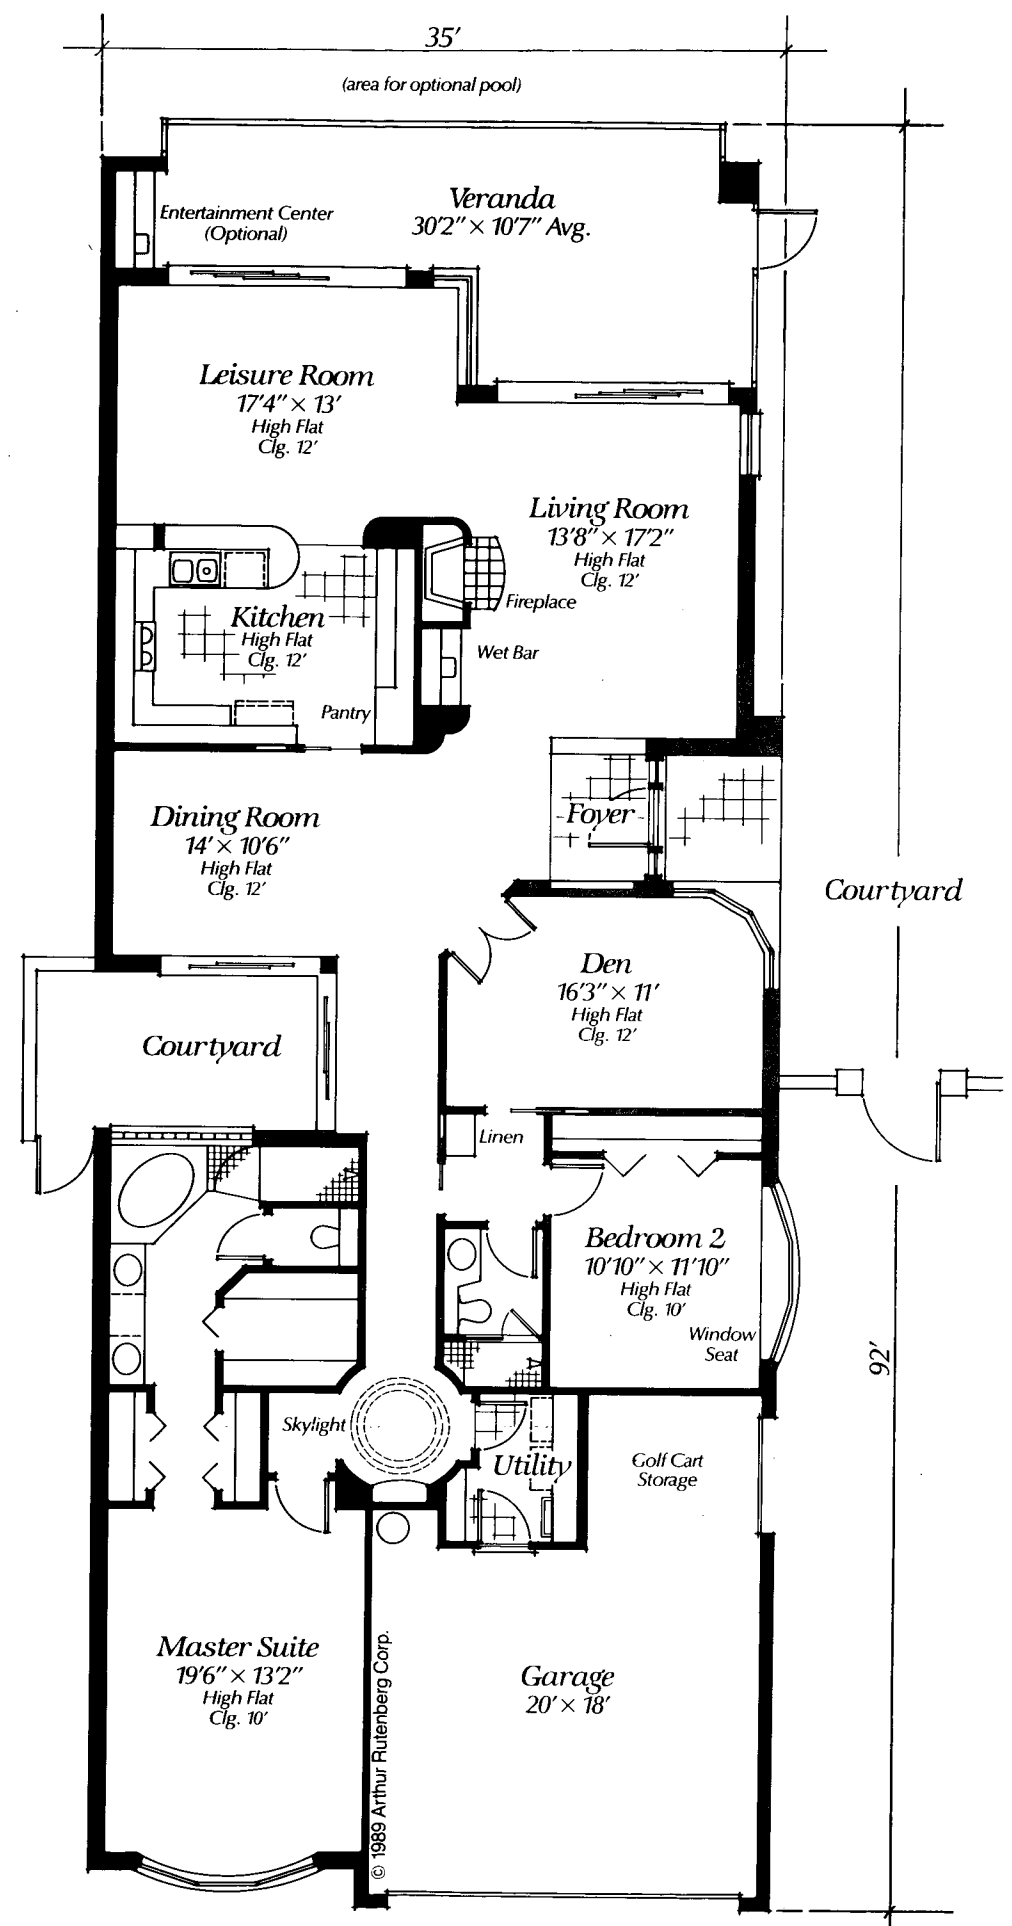 35'
(area for optional pool)
Veranda
30'2" × 10'7" Avg.
Entertainment Center
(Optional)
Leisure Room
17'4" × 13'
High Flat
Clg. 12'
Living Room
13'8" × 17'2"
High Flat
Clg. 12'
Fireplace
Kitchen
High Flat
Clg. 12'
Wet Bar
Pantry
Dining Room
14' × 10'6"
High Flat
Clg. 12'
Foyer
Courtyard
Den
16'3" × 11'
High Flat
Clg. 12'
Courtyard
Linen
Bedroom 2
10'10" × 11'10"
High Flat
Clg. 10'
Window
Seat
92'
Skylight
Utility
Golf Cart
Storage
Master Suite
19'6" × 13'2"
High Flat
Clg. 10'
Garage
20' × 18'
© 1989 Arthur Rutenberg Corp.